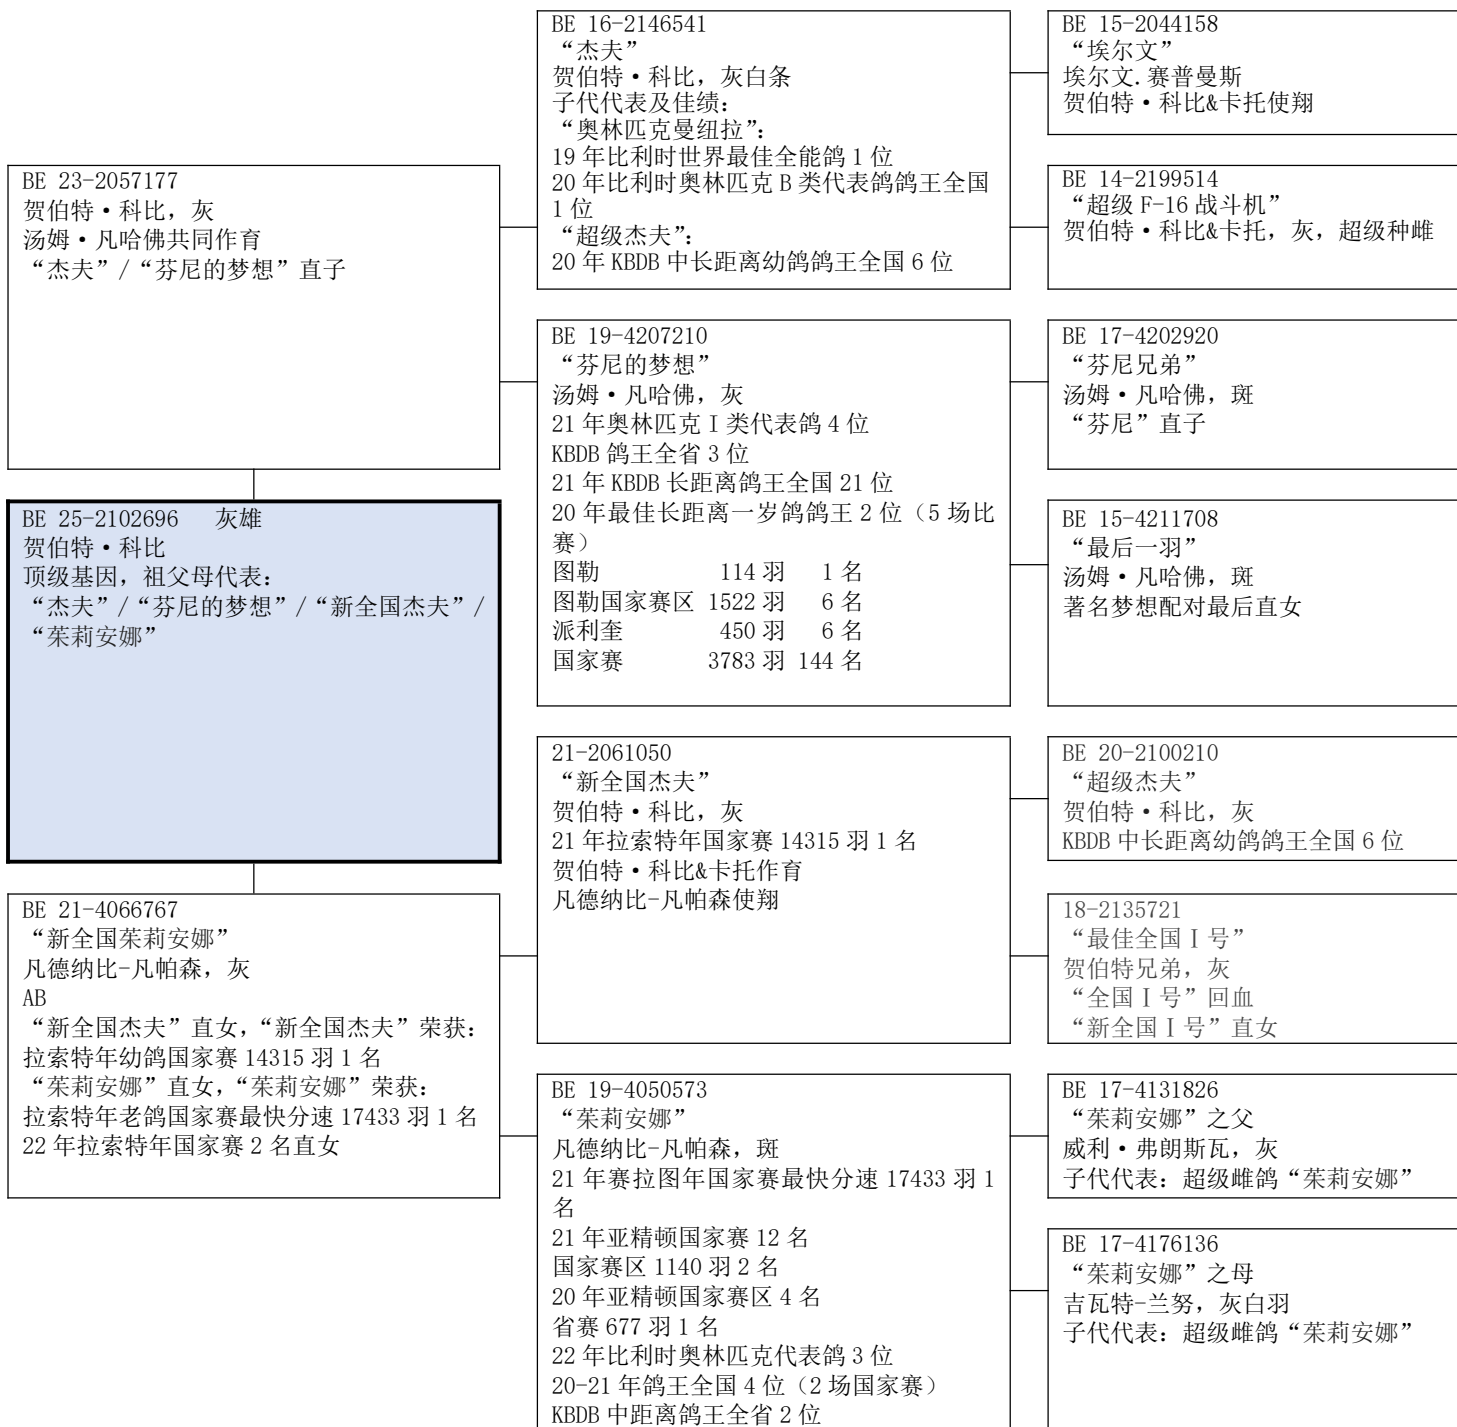 BE 23-2057177
贺伯特•科比，灰
汤姆•凡哈佛共同作育
“杰夫”/“芬尼的梦想”直子
BE 25-2102696 灰雄
贺伯特•科比
顶级基因，祖父母代表：
“杰夫”/“芬尼的梦想”/“新全国杰夫”/
“茱莉安娜”
BE 21-4066767
“新全国茱莉安娜”
凡德纳比-凡帕森，灰
AB
“新全国杰夫”直女，“新全国杰夫”荣获：
拉索特年幼鸽国家赛 14315 羽 1 名
“茱莉安娜”直女，“茱莉安娜”荣获：
拉索特年老鸽国家赛最快分速 17433 羽 1 名
22 年拉索特年国家赛 2 名直女
BE 16-2146541
“杰夫”
贺伯特•科比，灰白条
子代代表及佳绩：
“奥林匹克曼纽拉”：
19 年比利时世界最佳全能鸽 1 位
20 年比利时奥林匹克 B 类代表鸽鸽王全国
1 位
“超级杰夫”：
20 年 KBDB 中长距离幼鸽鸽王全国 6 位
BE 19-4207210
“芬尼的梦想”
汤姆•凡哈佛，灰
21 年奥林匹克 I 类代表鸽 4 位
KBDB 鸽王全省 3 位
21 年 KBDB 长距离鸽王全国 21 位
20 年最佳长距离一岁鸽鸽王 2 位（5 场比
赛）
图勒 114 羽 1 名
图勒国家赛区 1522 羽 6 名
派利奎 450 羽 6 名
国家赛 3783 羽 144 名
21-2061050
“新全国杰夫”
贺伯特•科比，灰
21 年拉索特年国家赛 14315 羽 1 名
贺伯特•科比&卡托作育
凡德纳比-凡帕森使翔
BE 19-4050573
“茱莉安娜”
凡德纳比-凡帕森，斑
21 年赛拉图年国家赛最快分速 17433 羽 1
名
21 年亚精顿国家赛 12 名
国家赛区 1140 羽 2 名
20 年亚精顿国家赛区 4 名
省赛 677 羽 1 名
22 年比利时奥林匹克代表鸽 3 位
20-21 年鸽王全国 4 位（2 场国家赛）
KBDB 中距离鸽王全省 2 位
BE 15-2044158
“埃尔文”
埃尔文.赛普曼斯
贺伯特•科比&卡托使翔
BE 14-2199514
“超级 F-16 战斗机”
贺伯特•科比&卡托，灰，超级种雌
BE 17-4202920
“芬尼兄弟”
汤姆•凡哈佛，斑
“芬尼”直子
BE 15-4211708
“最后一羽”
汤姆•凡哈佛，斑
著名梦想配对最后直女
BE 20-2100210
“超级杰夫”
贺伯特•科比，灰
KBDB 中长距离幼鸽鸽王全国 6 位
18-2135721
“最佳全国 I 号”
贺伯特兄弟，灰
“全国 I 号”回血
“新全国 I 号”直女
BE 17-4131826
“茱莉安娜”之父
威利•弗朗斯瓦，灰
子代代表：超级雌鸽“茱莉安娜”
BE 17-4176136
“茱莉安娜”之母
吉瓦特-兰努，灰白羽
子代代表：超级雌鸽“茱莉安娜”